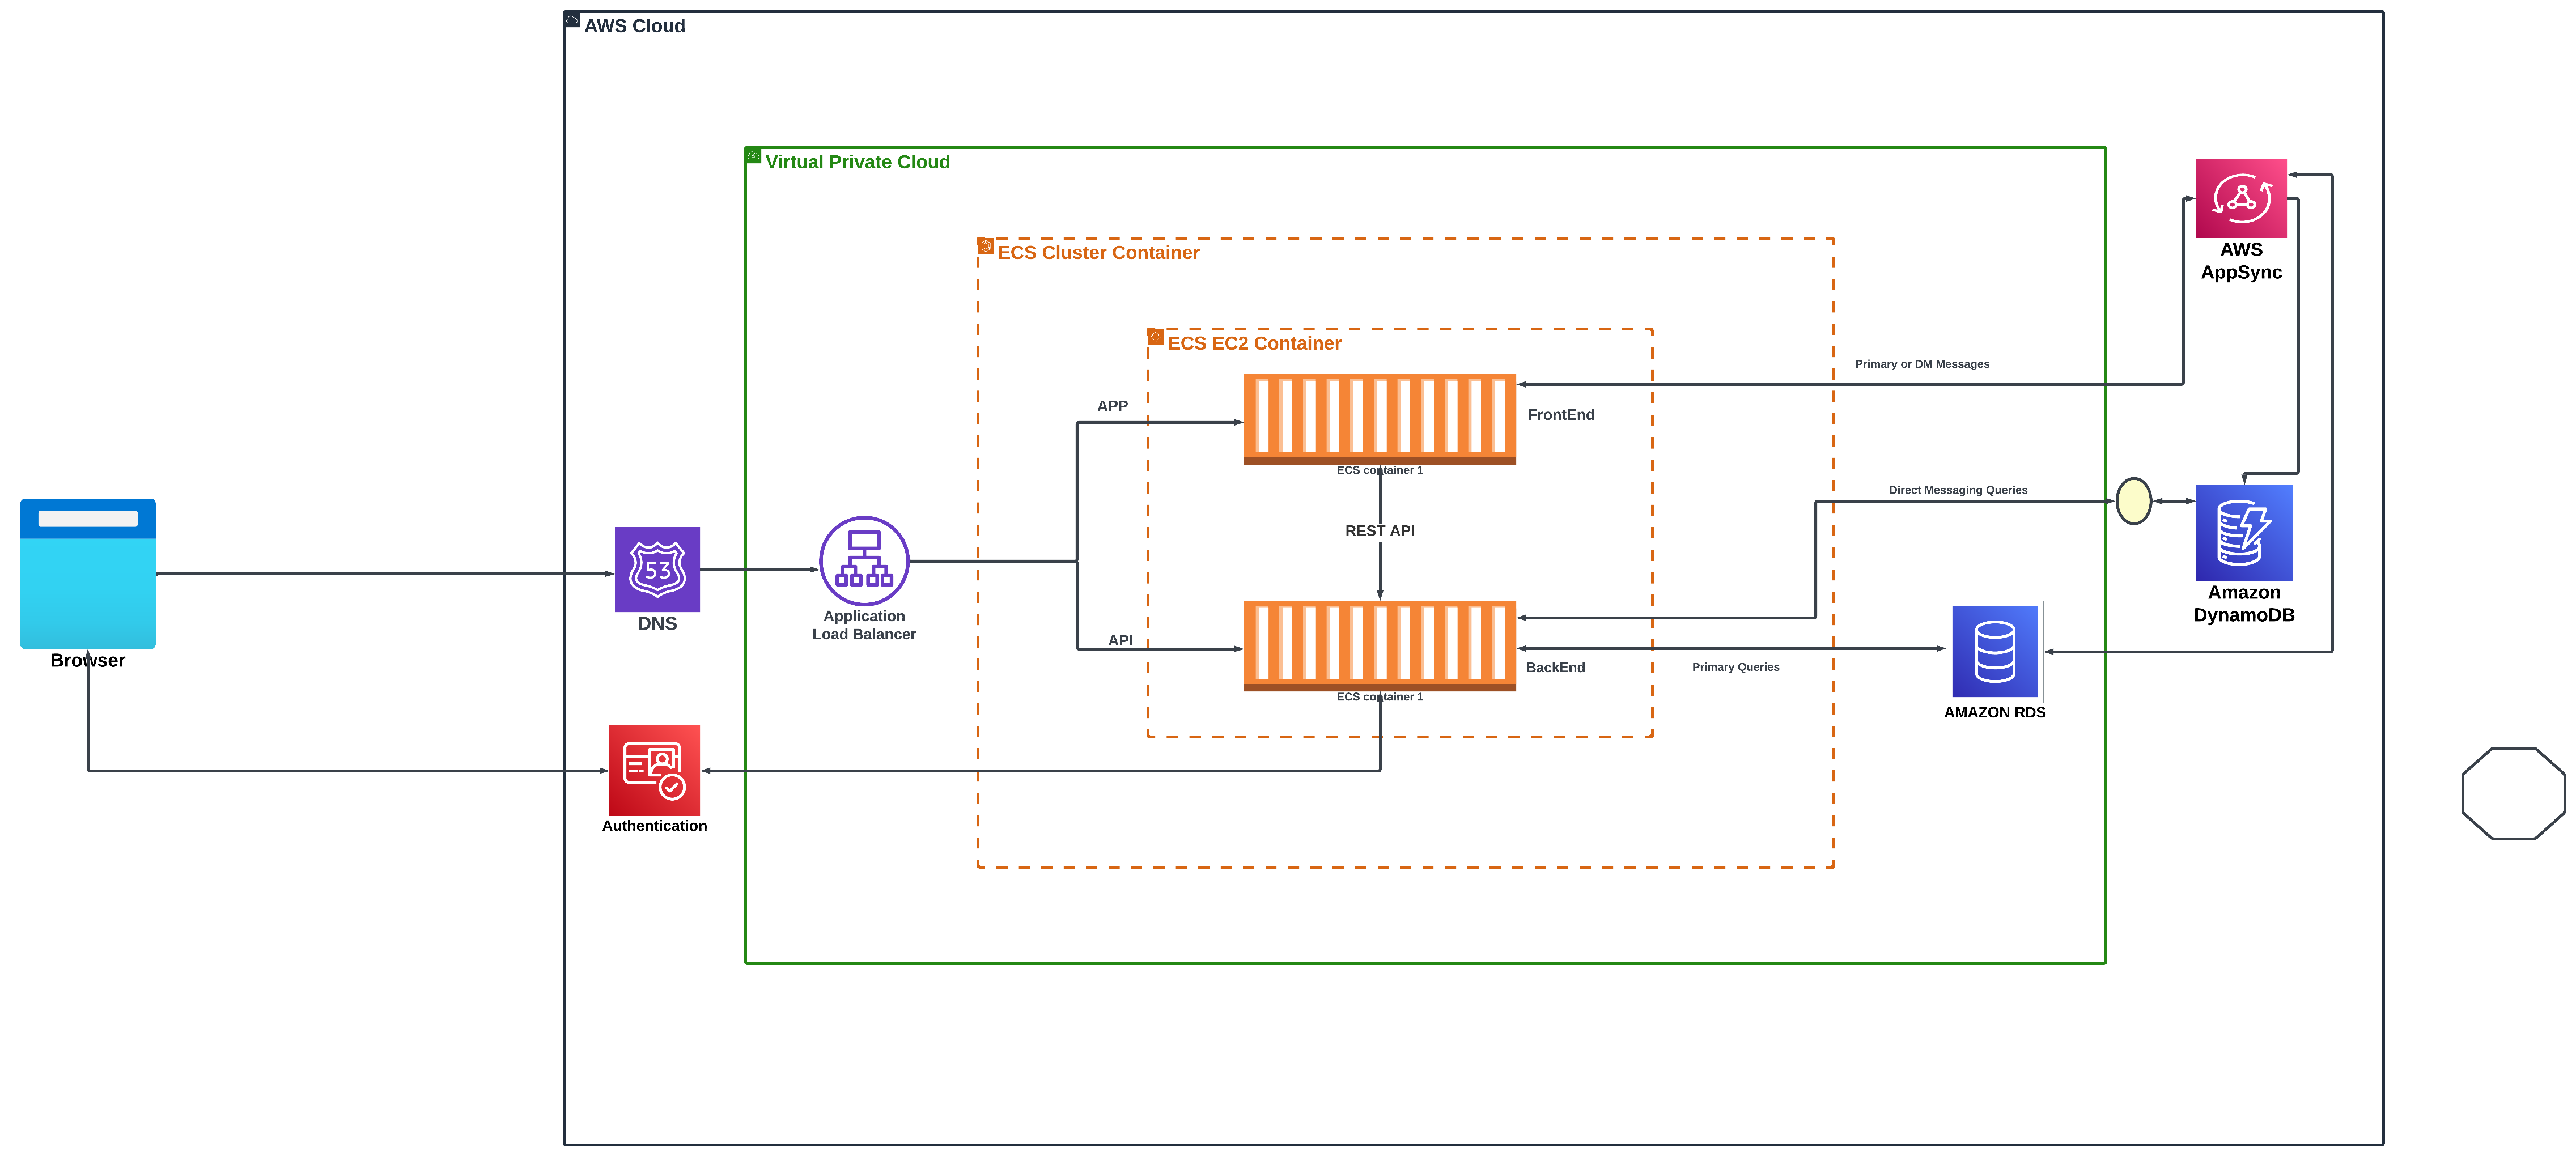 AWS Cloud
Virtual Private Cloud
ECS Cluster Container
ECS EC2 Container
AWS
AppSync
Primary or DM Messages
APP
FrontEnd
ECS container 1
Direct Messaging Queries
REST API
53
DNS
Application
Load Balancer
Amazon
DynamoDB
API
BackEnd
Primary Queries
Browser
ECS container 1
AMAZON RDS
Authentication